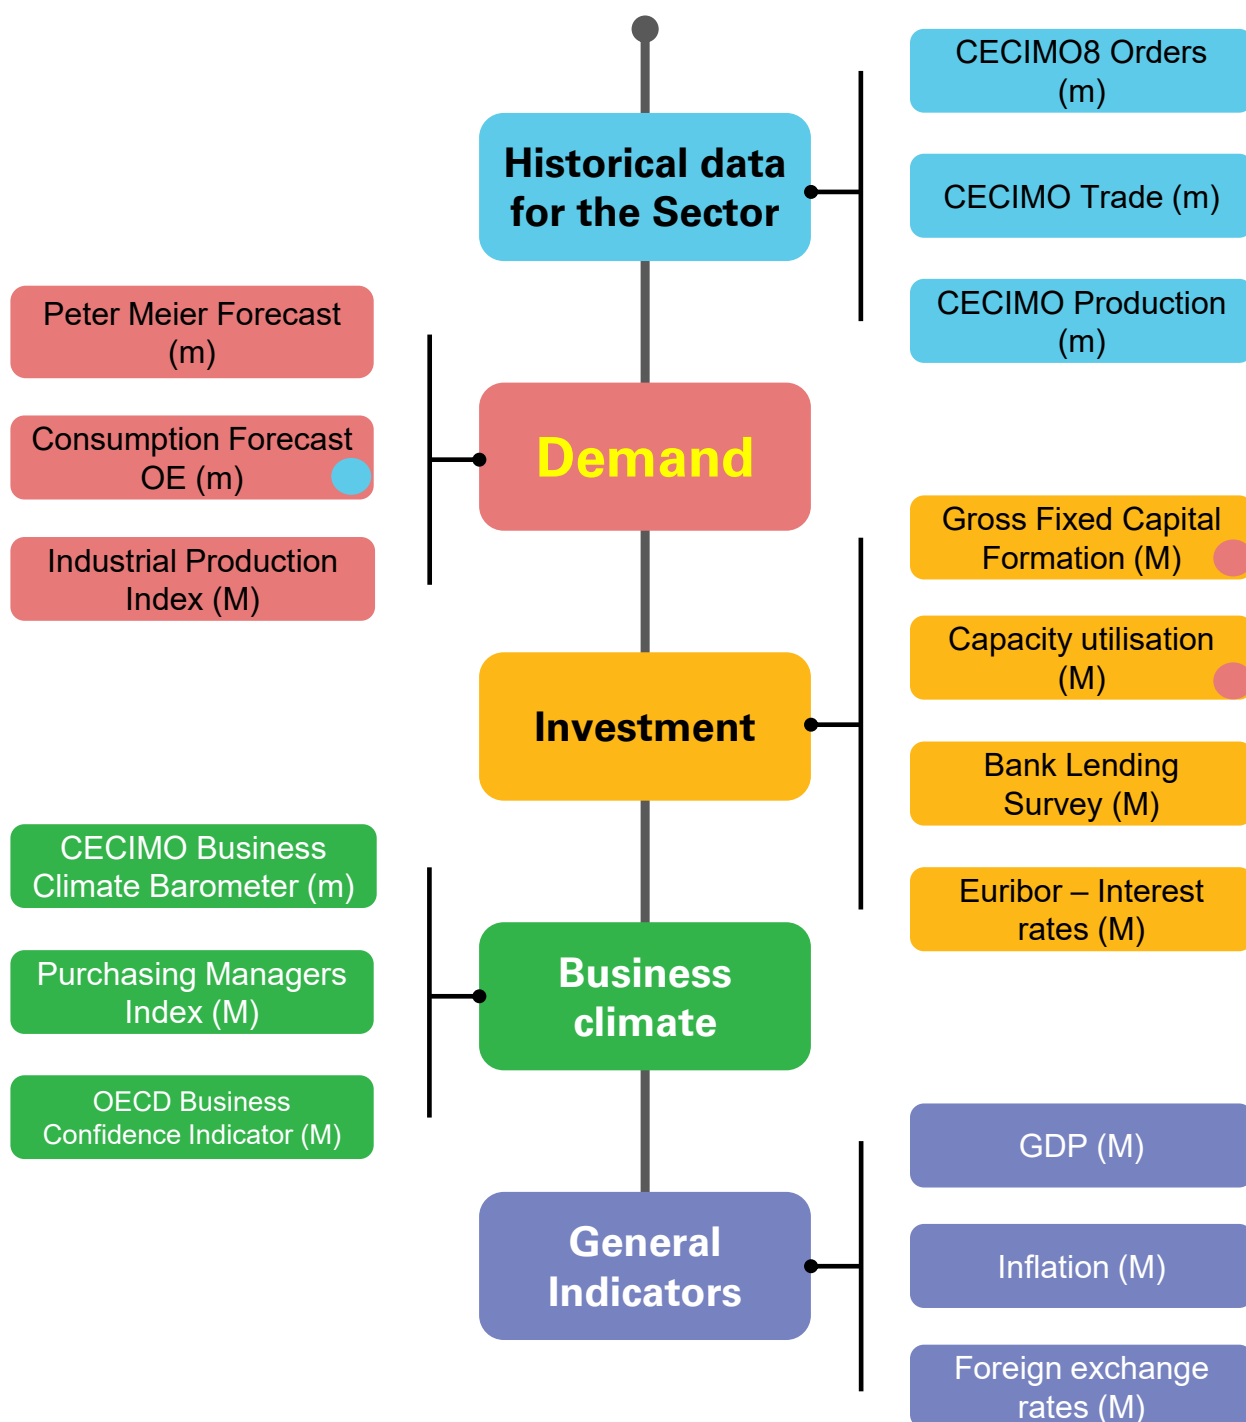 CECIMO8 Orders
(m)
Historical data
for the Sector
CECIMO Trade (m)
CECIMO Production
(m)
Peter Meier Forecast
(m)
Consumption Forecast
OE (m)
Industrial Production
Index (M)
Demand
Gross Fixed Capital
Formation (M)
Capacity utilisation
(M)
Investment
Bank Lending
Survey (M)
Euribor – Interest
rates (M)
CECIMO Business
Climate Barometer (m)
Purchasing Managers
Index (M)
OECD Business
Confidence Indicator (M)
Business
climate
GDP (M)
General
Indicators
Inflation (M)
Foreign exchange
rates (M)